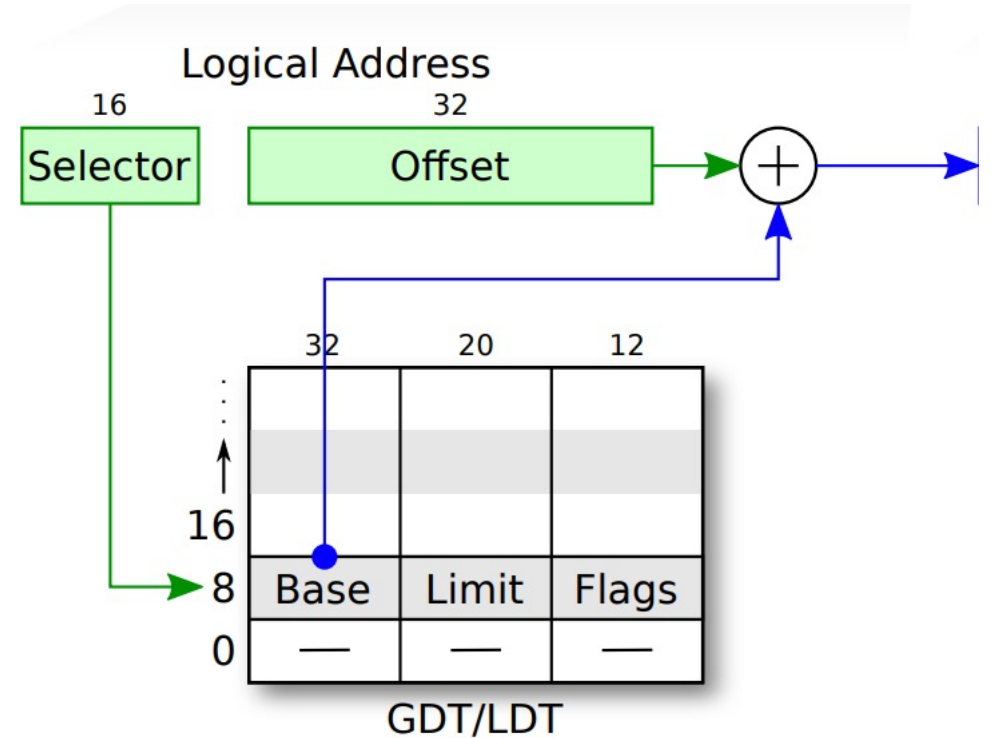 Logical Address
16 32
Selector Offset
32 20 12
16
8 Base Limit Flags
0 — — —
GDT/LDT